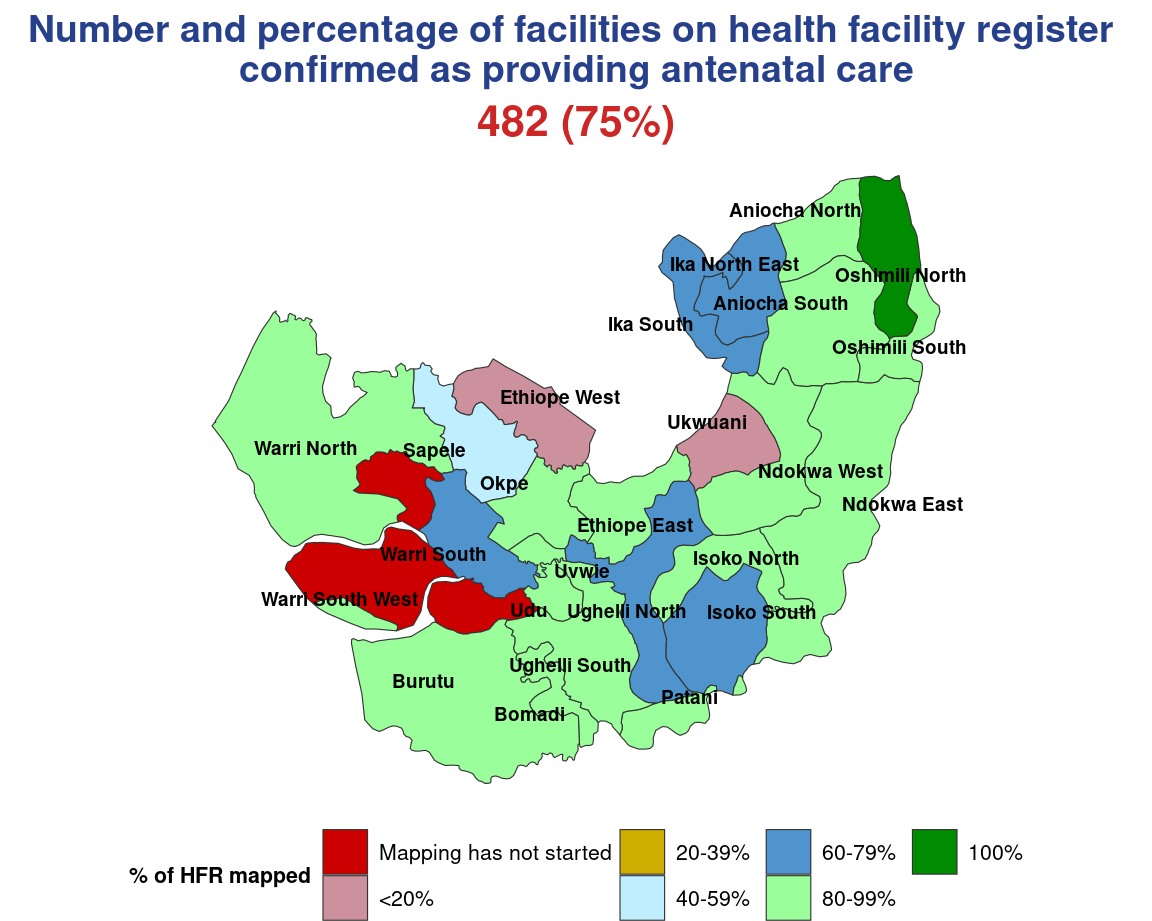 Number and percentage of facilities on health facility register
confirmed as providing antenatal care
482 (75%)
Aniocha North
Ika North East
Oshimili North
Aniocha South
Ika South
Oshimili South
Ethiope West
Ukwuani
Warri North
Sapele
Ndokwa West
Okpe
Ndokwa East
Ethiope East
Warri South
Isoko North
Uvwie
Warri South West
Udu
Ughelli North
Isoko South
Ughelli South
Burutu
Patani
Bomadi
% of HFR mapped
Mapping has not started
<20%
20-39%
40-59%
60-79%
80-99%
100%